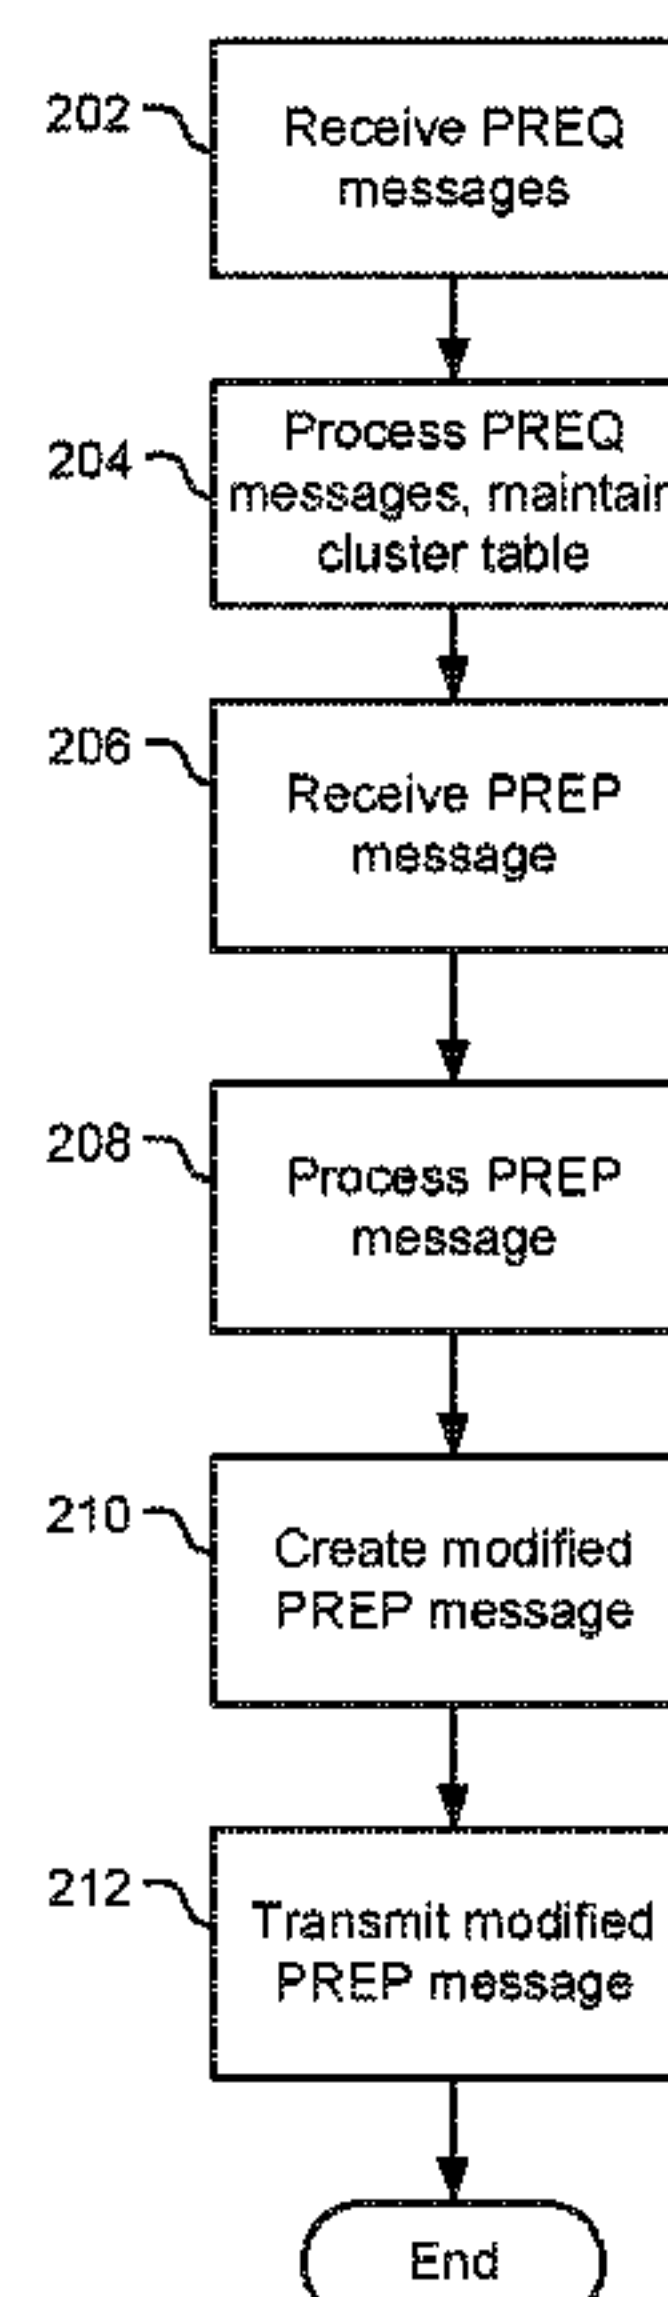 202
Receive PREQ
messages
204
Process PREQ
messages, maintain
cluster table
206
Receive PREP
message
208
Process PREP
message
210
Create modified
PREP message
212
Transmit modified
PREP message
End